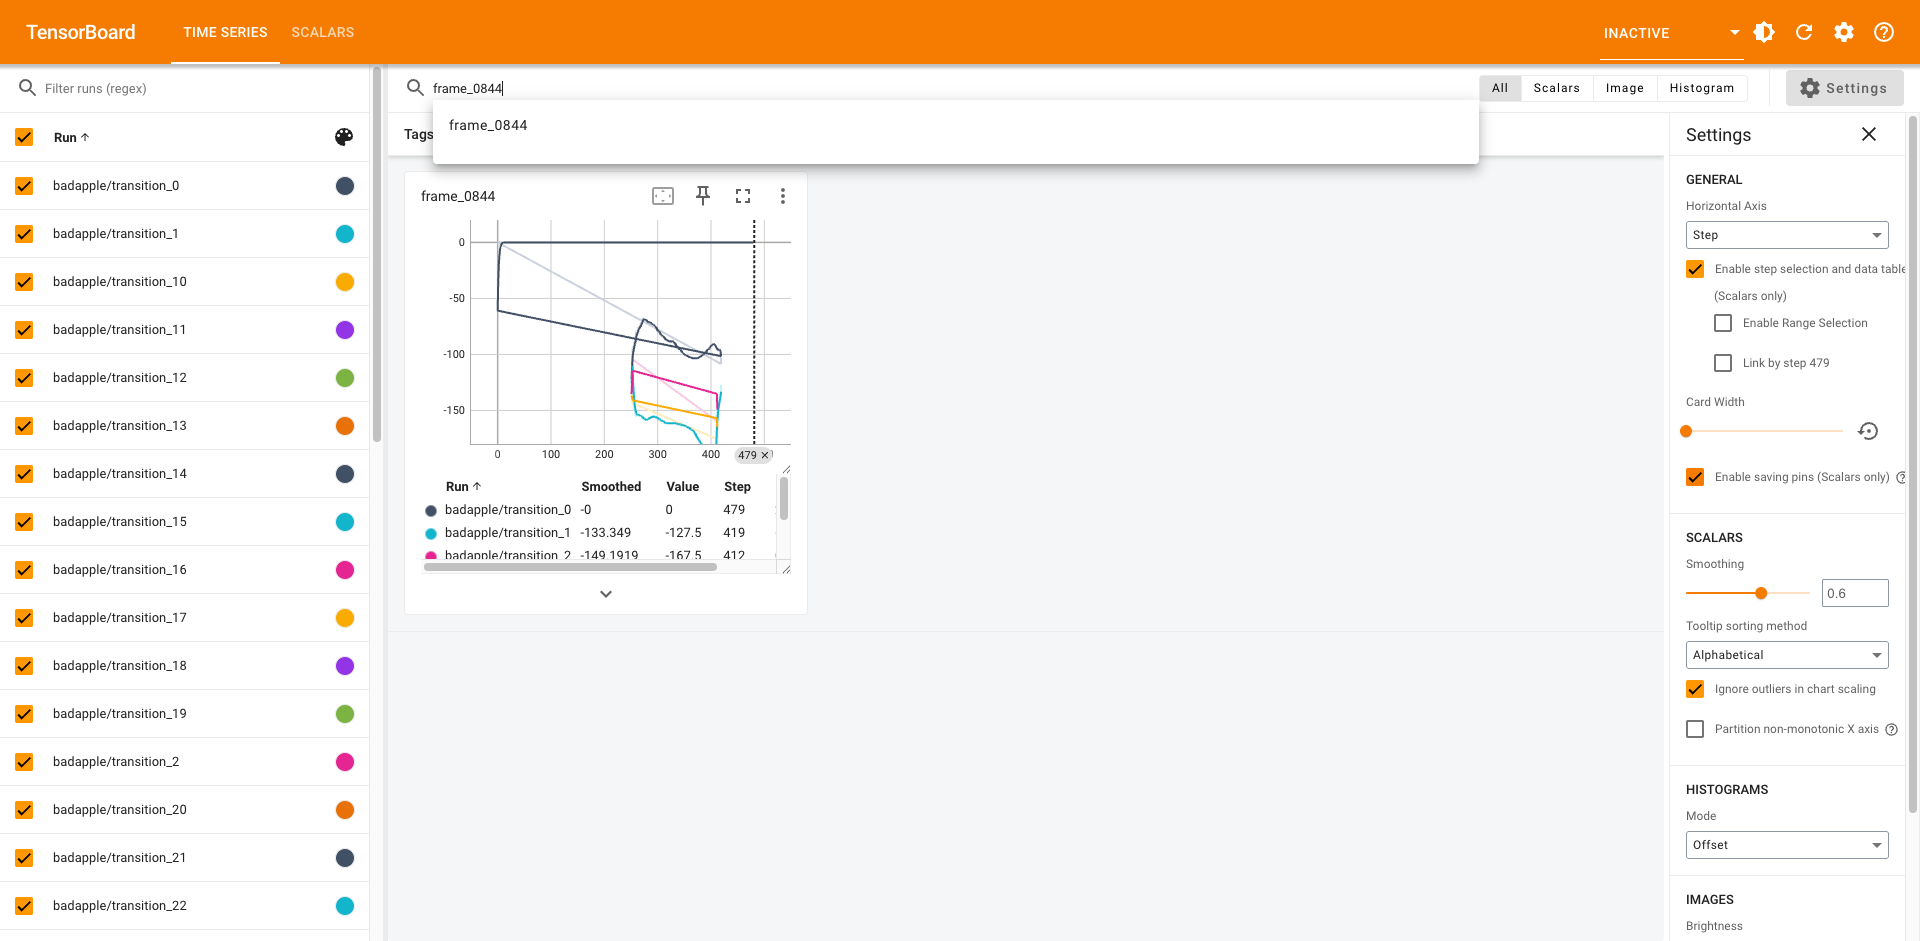 TensorBoard
TIME SERIES
SCALARS
INACTIVE
Filter runs (regex)
frame_0844
All
Scalars
Image
Histogram
Settings
frame_0844
Run
Tags
Settings
badapple/transition_0
badapple/transition_1
badapple/transition_10
badapple/transition_11
badapple/transition_12
badapple/transition_13
badapple/transition_14
badapple/transition_15
badapple/transition_16
badapple/transition_17
badapple/transition_18
badapple/transition_19
badapple/transition_2
badapple/transition_20
badapple/transition_21
badapple/transition_22
frame_0844
0
-50
-100
-150
0 100 200 300 400 479
Run Smoothed Value Step
badapple/transition_0 -0 0 479
badapple/transition_1 -133.349 -127.5 419
badapple/transition_2 -149.1919 -167.5 412
GENERAL
Horizontal Axis
Step
Enable step selection and data table
(Scalars only)
Enable Range Selection
Link by step 479
Card Width
Enable saving pins (Scalars only)
SCALARS
Smoothing
0.6
Tooltip sorting method
Alphabetical
Ignore outliers in chart scaling
Partition non-monotonic X axis
HISTOGRAMS
Mode
Offset
IMAGES
Brightness